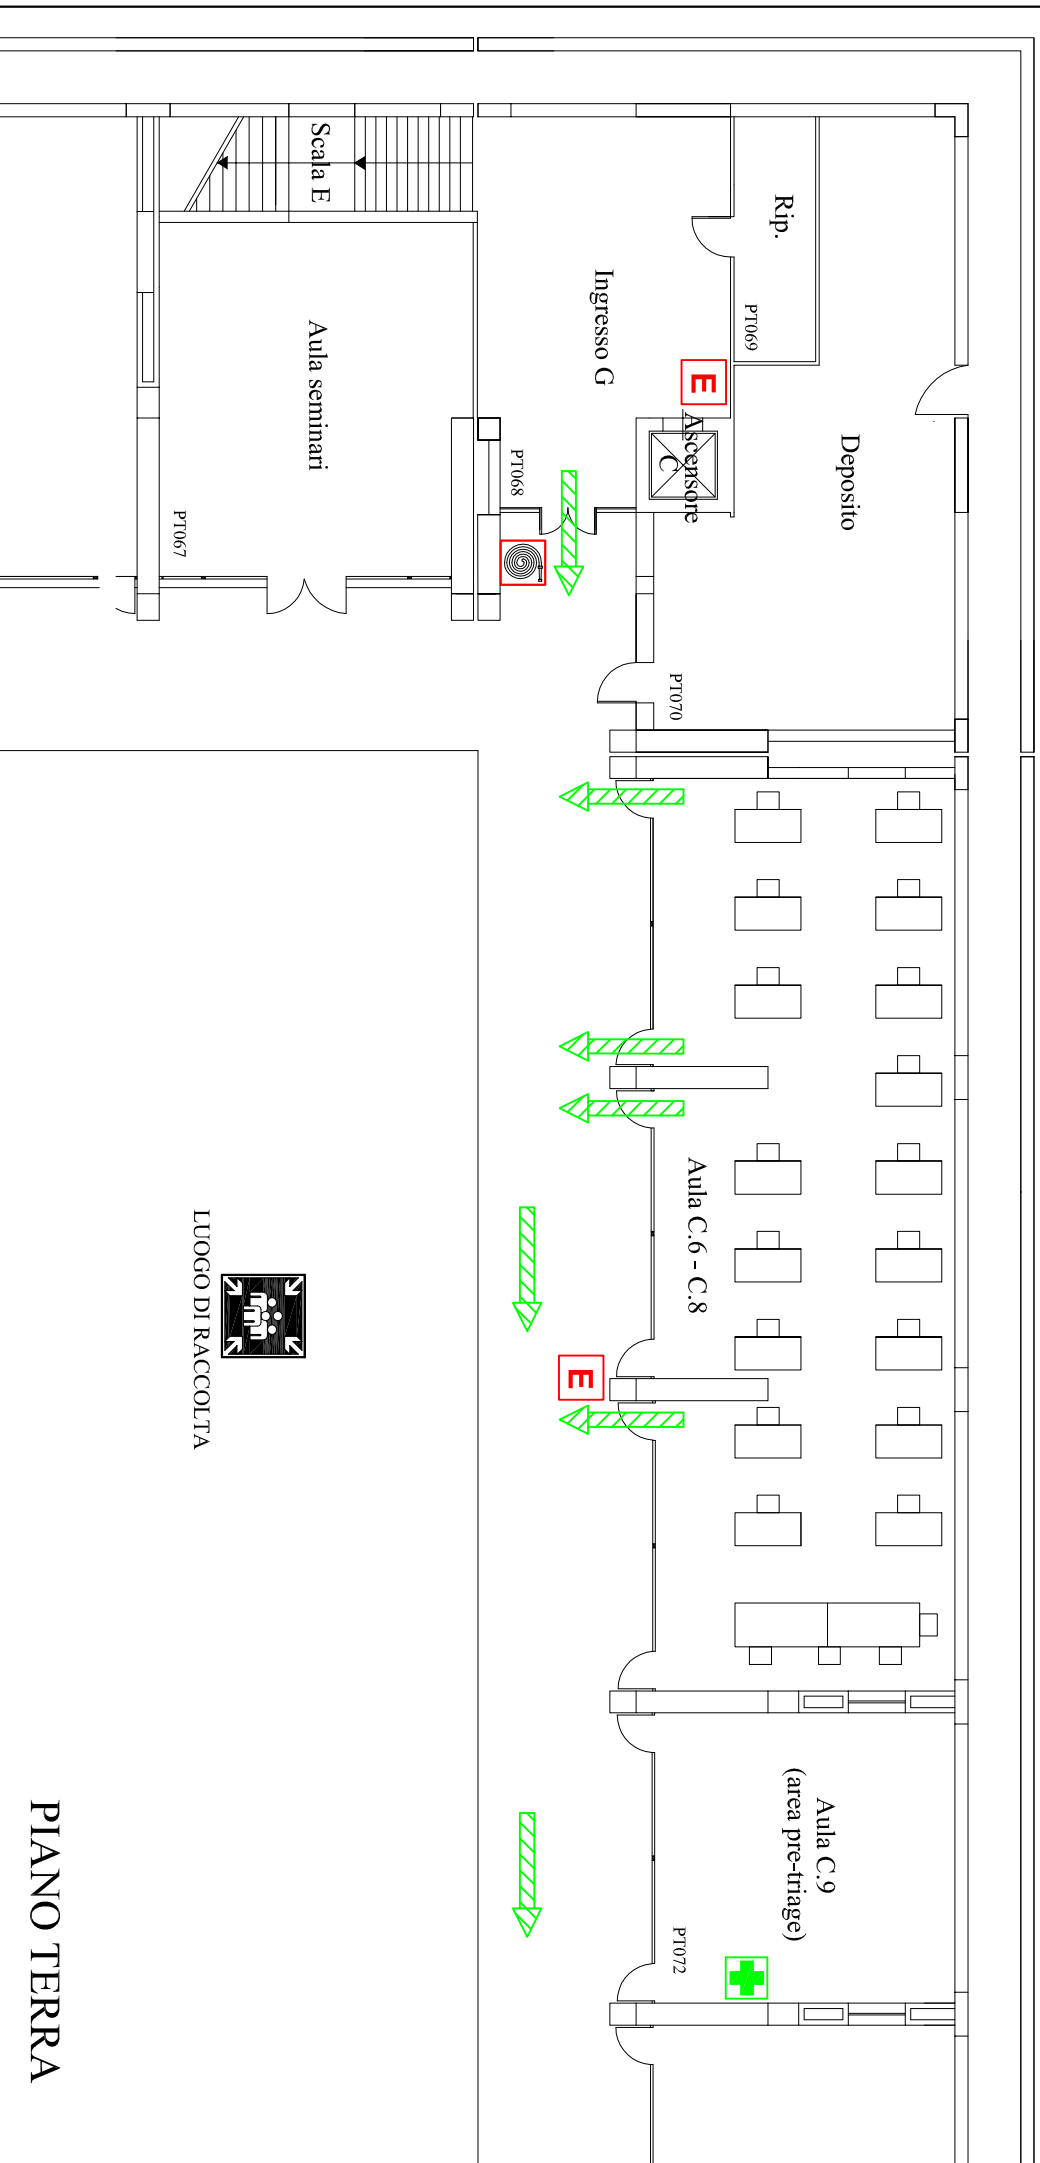 Scala E
Rip.
PT069
Ingresso G
E
Ascensore
C
Deposito
Aula seminari
PT067
PT068
PT070
Aula C.6 - C.8
E
LUOGO DI RACCOLTA
Aula C.9
(area pre-triage)
PT072
PIANO TERRA